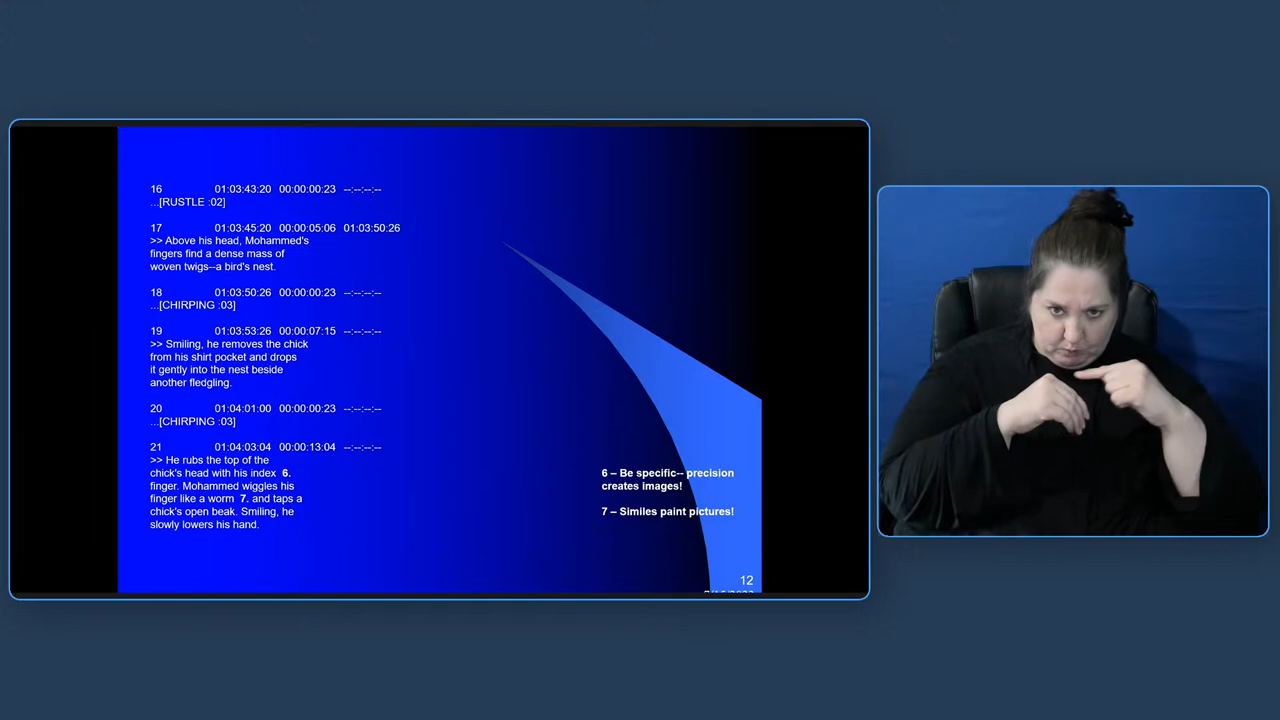 16 01:03:43:20 00:00:00:23 --:--:--:--
...[RUSTLE :02]
17 01:03:45:20 00:00:05:06 01:03:50:26
>> Above his head, Mohammed's
fingers find a dense mass of
woven twigs--a bird's nest.
18 01:03:50:26 00:00:00:23 --:--:--:--
...[CHIRPING :03]
19 01:03:53:26 00:00:07:15 --:--:--:--
>> Smiling, he removes the chick
from his shirt pocket and drops
it gently into the nest beside
another fledgling.
20 01:04:01:00 00:00:00:23 --:--:--:--
...[CHIRPING :03]
21 01:04:03:04 00:00:13:04 --:--:--:--
>> He rubs the top of the
chick's head with his index 6.
finger. Mohammed wiggles his
finger like a worm 7. and taps a
chick's open beak. Smiling, he
slowly lowers his hand.
6 – Be specific-- precision
creates images!
7 – Similes paint pictures!
12